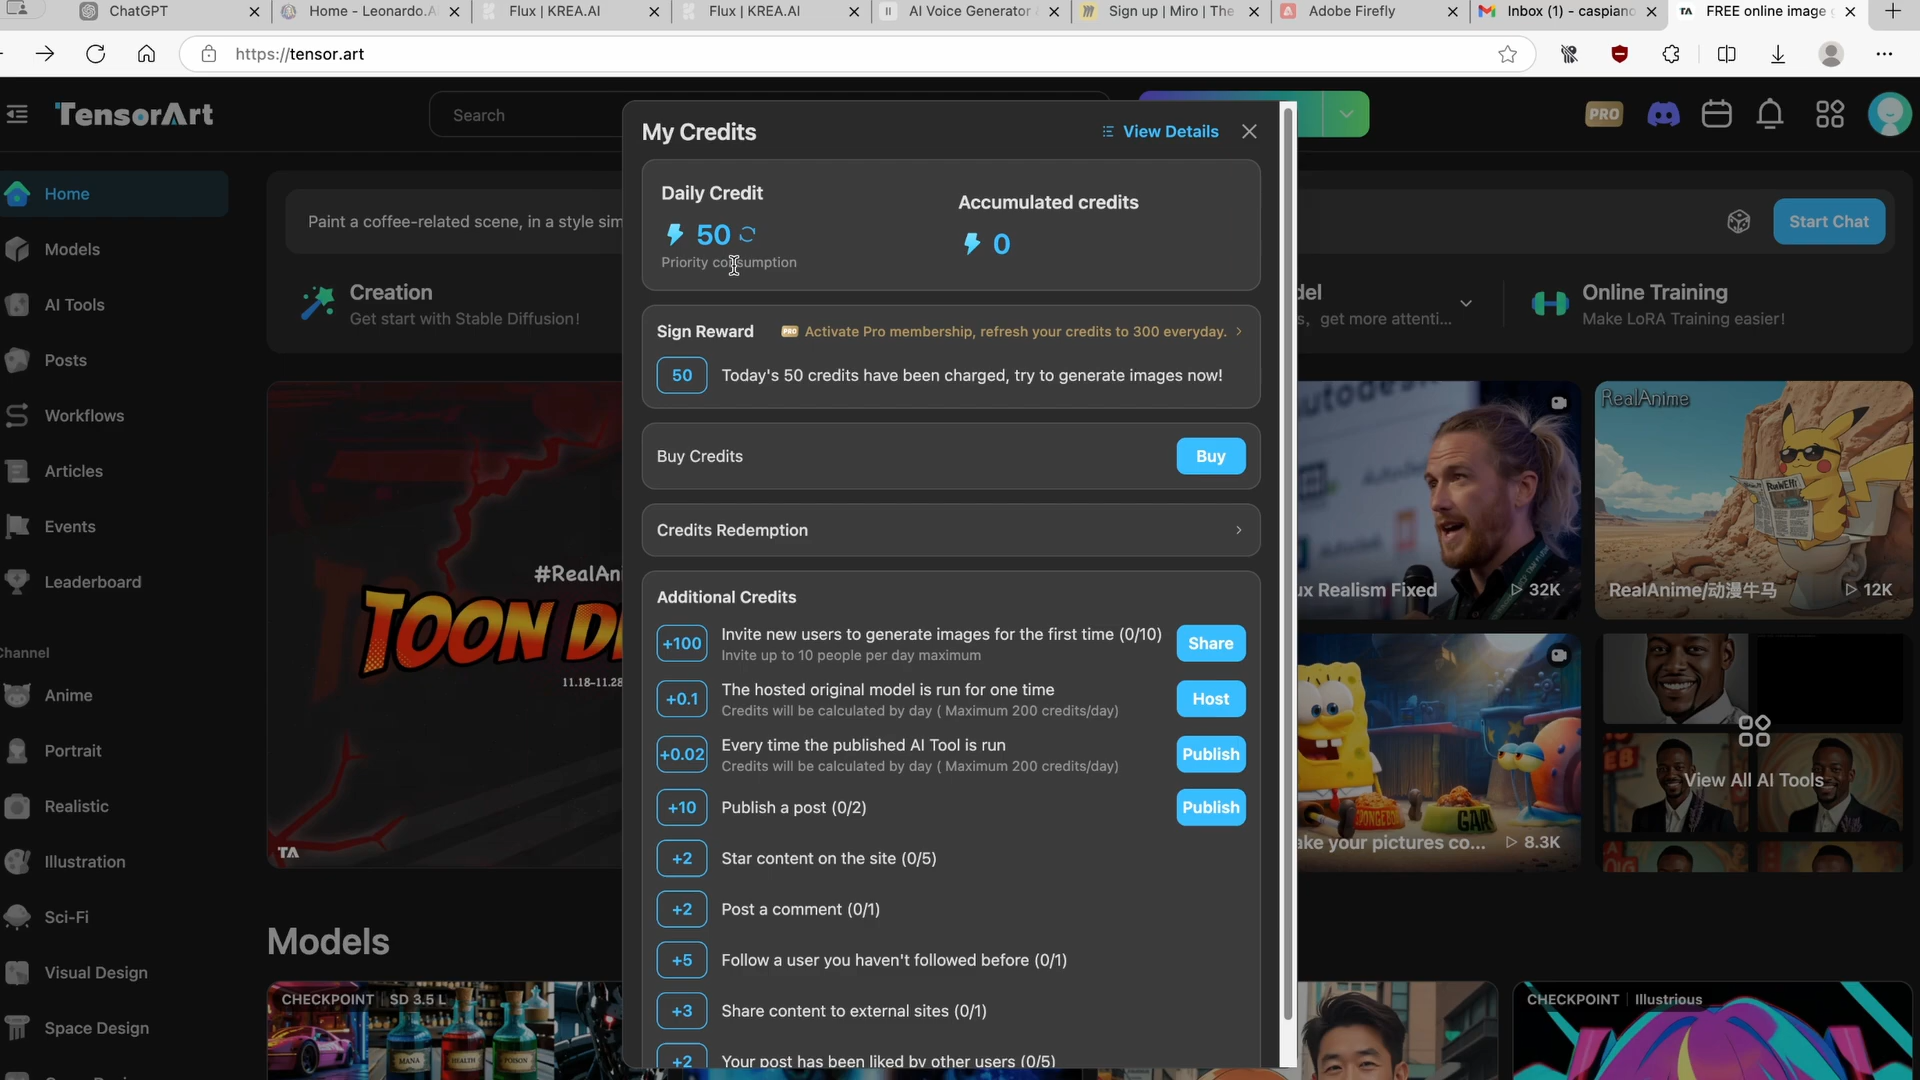 ChatGPT
Home - Leonardo.A
Flux | KREA.AI
Flux | KREA.AI
AI Voice Generator
Sign up | Miro | The
Adobe Firefly
Inbox (1) - caspian
FREE online image
https://tensor.art
TensorArt
Search
PRO
Home
Models
AI Tools
Posts
Workflows
Articles
Events
Leaderboard
Channel
Anime
Portrait
Realistic
Illustration
Sci-Fi
Visual Design
Space Design
Paint a coffee-related scene, in a style sim
Start Chat
Creation
Get start with Stable Diffusion!
del
s, get more attenti...
Online Training
Make LoRA Training easier!
#RealAni
TOON D
11.18-11.28
TA
My Credits
View Details
Daily Credit
50
Priority consumption
Accumulated credits
0
Sign Reward
PRO Activate Pro membership, refresh your credits to 300 everyday.
50 Today's 50 credits have been charged, try to generate images now!
Buy Credits
Buy
Credits Redemption
Additional Credits
+100 Invite new users to generate images for the first time (0/10)
Invite up to 10 people per day maximum
Share
+0.1 The hosted original model is run for one time
Credits will be calculated by day ( Maximum 200 credits/day)
Host
+0.02 Every time the published AI Tool is run
Credits will be calculated by day ( Maximum 200 credits/day)
Publish
+10 Publish a post (0/2)
Publish
+2 Star content on the site (0/5)
+2 Post a comment (0/1)
+5 Follow a user you haven't followed before (0/1)
+3 Share content to external sites (0/1)
+2 Your post has been liked by other users (0/5)
utodes
Autodesk
ux Realism Fixed
32K
RealAnime
RealAnime/动漫牛马
12K
SPONGEBOB
GAR
ake your pictures co...
8.3K
View All AI Tools
Models
CHECKPOINT | SD 3.5 L
MANA
HEALTH
POISON
CHECKPOINT | Illustrious